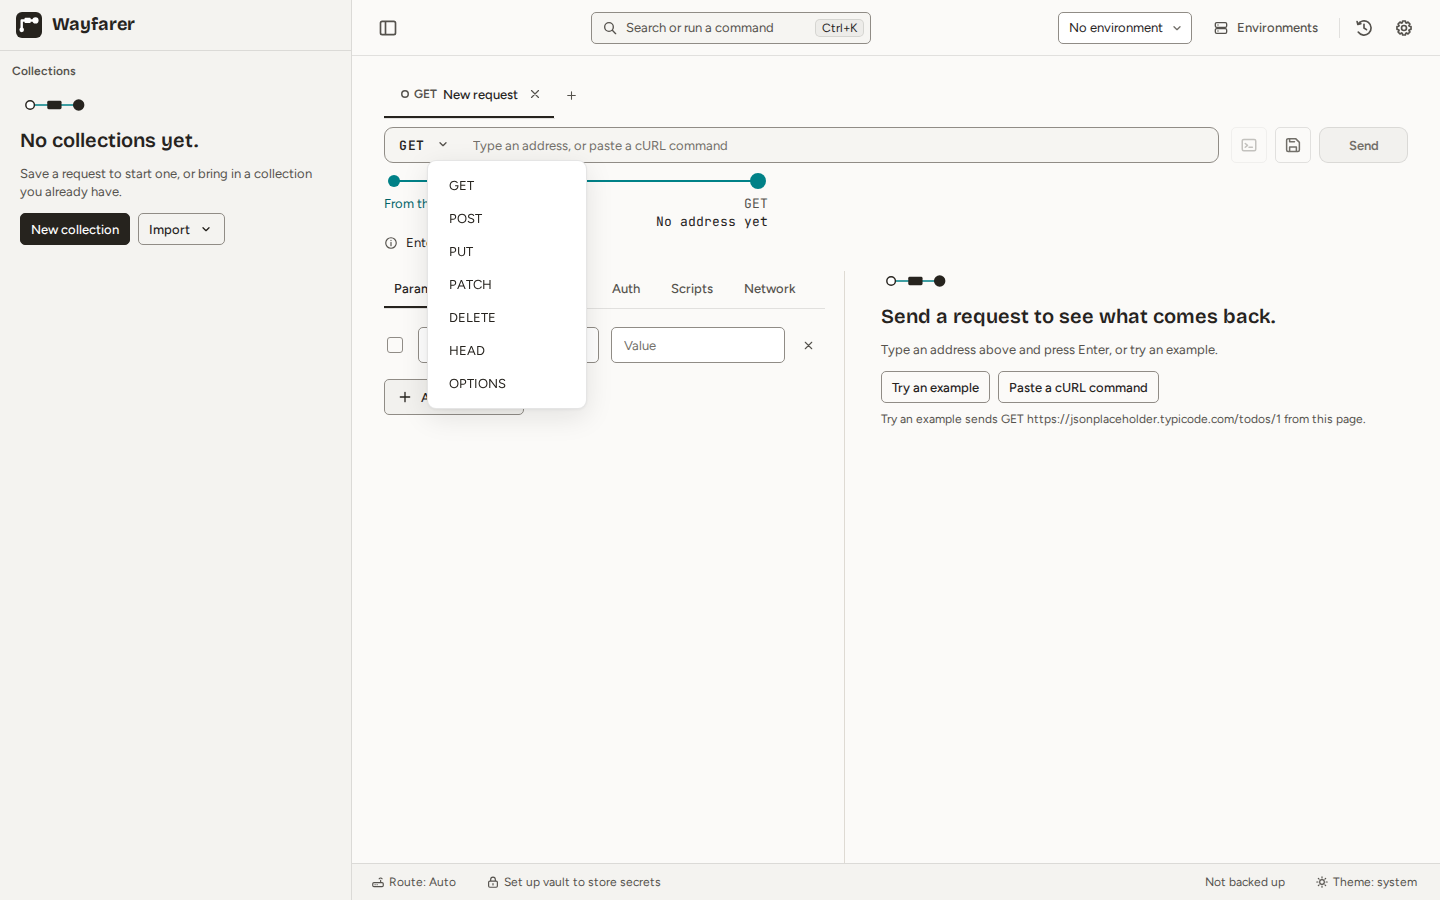 Wayfarer
Search or run a command Ctrl+K
No environment
Environments
Collections
No collections yet.
Save a request to start one, or bring in a collection
you already have.
New collection
Import
GET New request
GET
Type an address, or paste a cURL command
Send
GET
POST
PUT
PATCH
DELETE
HEAD
OPTIONS
From
GET
No address yet
Auth
Scripts
Network
Value
Send a request to see what comes back.
Type an address above and press Enter, or try an example.
Try an example
Paste a cURL command
Try an example sends GET https://jsonplaceholder.typicode.com/todos/1 from this page.
Route: Auto
Set up vault to store secrets
Not backed up
Theme: system